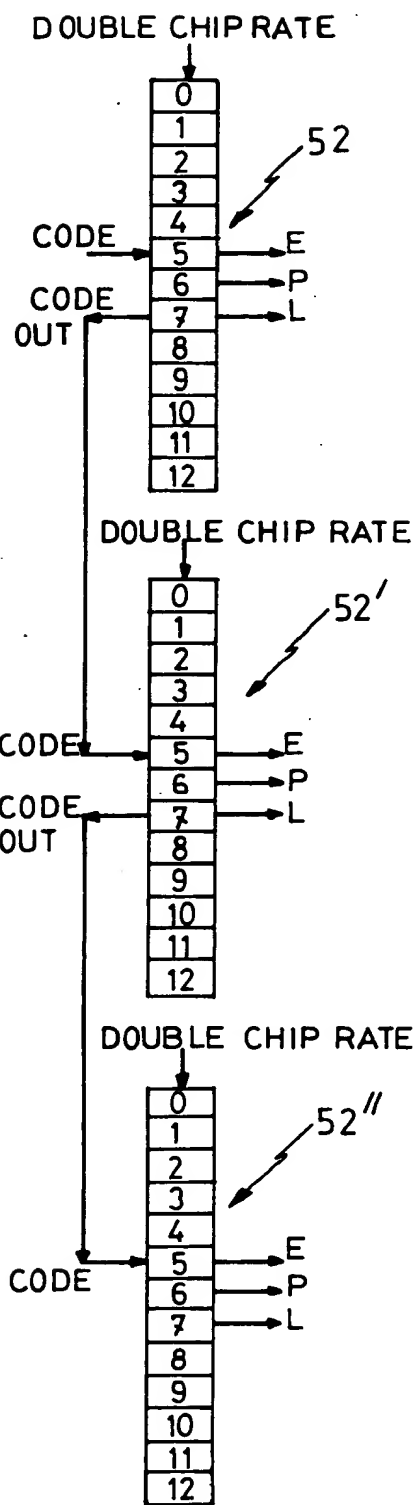 DOUBLE CHIP RATE
0
1
2
3
52
4
CODE 5 E
6 P
CODE OUT 7 L
8
9
10
11
12
DOUBLE CHIP RATE
0
1
52′
2
3
4
CODE 5 E
6 P
CODE OUT 7 L
8
9
10
11
12
DOUBLE CHIP RATE
0
1
52″
2
3
4
CODE 5 E
6 P
7 L
8
9
10
11
12